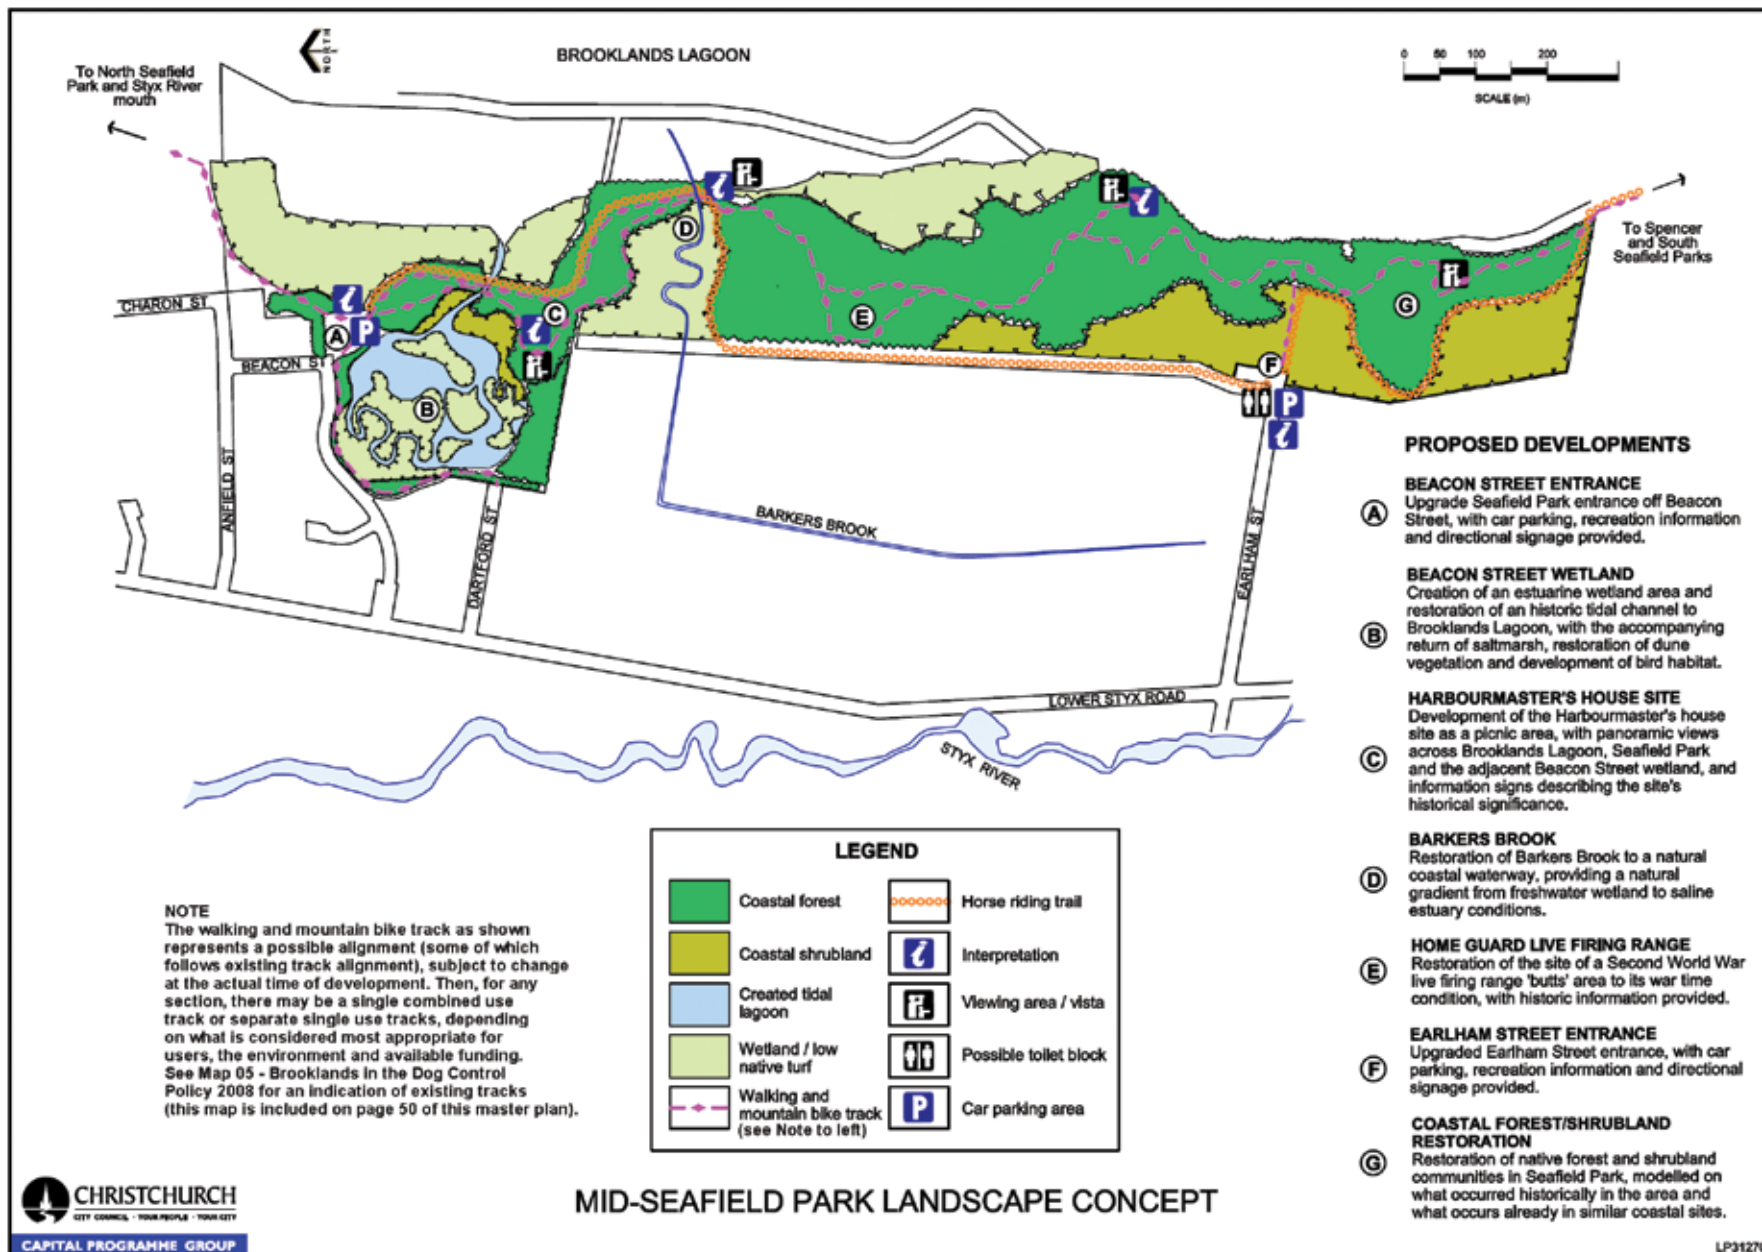 NORTH
BROOKLANDS LAGOON
To North Seafield
Park and Styx River
mouth
0 50 100 200
SCALE (m)
To Spencer
and South
Seafield Parks
CHARON ST
BEACON ST
ANFIELD ST
DARTFORD ST
BARKERS BROOK
EARLHAM ST
LOWER STYX ROAD
STYX RIVER
A
B
C
D
E
F
G
i
P
i
i
i
P
i
PROPOSED DEVELOPMENTS
BEACON STREET ENTRANCE
A
Upgrade Seafield Park entrance off Beacon
Street, with car parking, recreation information
and directional signage provided.
BEACON STREET WETLAND
B
Creation of an estuarine wetland area and
restoration of an historic tidal channel to
Brooklands Lagoon, with the accompanying
return of saltmarsh, restoration of dune
vegetation and development of bird habitat.
HARBOURMASTER'S HOUSE SITE
C
Development of the Harbourmaster's house
site as a picnic area, with panoramic views
across Brooklands Lagoon, Seafield Park
and the adjacent Beacon Street wetland, and
information signs describing the site's
historical significance.
BARKERS BROOK
D
Restoration of Barkers Brook to a natural
coastal waterway, providing a natural
gradient from freshwater wetland to saline
estuary conditions.
HOME GUARD LIVE FIRING RANGE
E
Restoration of the site of a Second World War
live firing range 'butts' area to its war time
condition, with historic information provided.
EARLHAM STREET ENTRANCE
F
Upgraded Earlham Street entrance, with car
parking, recreation information and directional
signage provided.
COASTAL FOREST/SHRUBLAND
RESTORATION
G
Restoration of native forest and shrubland
communities in Seafield Park, modelled on
what occurred historically in the area and
what occurs already in similar coastal sites.
LEGEND
Coastal forest
Coastal shrubland
Created tidal
lagoon
Wetland / low
native turf
Walking and
mountain bike track
(see Note to left)
Horse riding trail
i
Interpretation
Viewing area / vista
Possible toilet block
P
Car parking area
NOTE
The walking and mountain bike track as shown
represents a possible alignment (some of which
follows existing track alignment), subject to change
at the actual time of development. Then, for any
section, there may be a single combined use
track or separate single use tracks, depending
on what is considered most appropriate for
users, the environment and available funding.
See Map 05 - Brooklands in the Dog Control
Policy 2008 for an indication of existing tracks
(this map is included on page 50 of this master plan).
CHRISTCHURCH
CITY COUNCIL · YOUR PEOPLE · YOUR CITY
CAPITAL PROGRAMME GROUP
MID-SEAFIELD PARK LANDSCAPE CONCEPT